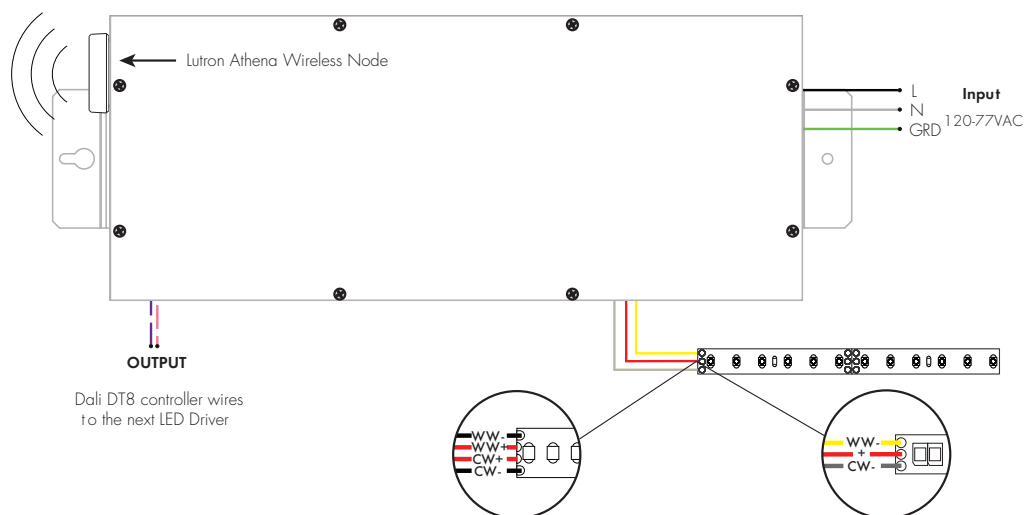 Lutron Athena Wireless Node
L
N
GRD
Input
120-77VAC
OUTPUT
Dali DT8 controller wires
to the next LED Driver
WW-
WW+
CW+
CW-
WW-
+
CW-